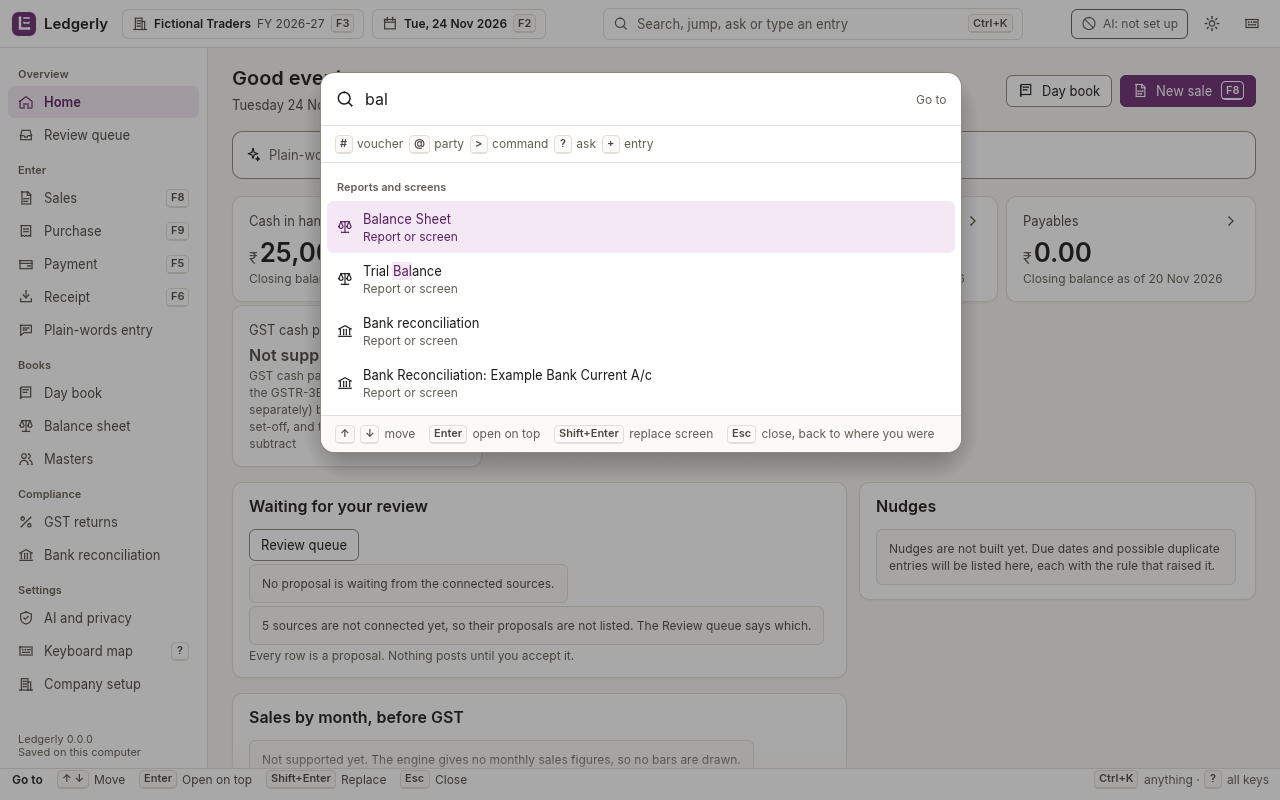 Ledgerly
Fictional Traders FY 2026-27 F3
Tue, 24 Nov 2026 F2
Search, jump, ask or type an entry Ctrl+K
AI: not set up
Overview
Home
Review queue
Enter
Sales F8
Purchase F9
Payment F5
Receipt F6
Plain-words entry
Books
Day book
Balance sheet
Masters
Compliance
GST returns
Bank reconciliation
Settings
AI and privacy
Keyboard map ?
Company setup
Ledgerly 0.0.0
Saved on this computer
Good
Tuesday 24
Day book
New sale F8
bal
Go to
# voucher @ party > command ? ask + entry
Reports and screens
Balance Sheet
Report or screen
Trial Balance
Report or screen
Bank reconciliation
Report or screen
Bank Reconciliation: Example Bank Current A/c
Report or screen
↑ ↓ move Enter open on top Shift+Enter replace screen Esc close, back to where you were
Cash in
Closing
Payables
₹0.00
Closing balance as of 20 Nov 2026
GST cash
Not
GST cash
the GSTR-3B
separately)
set-off, and
subtract
Waiting for your review
Review queue
No proposal is waiting from the connected sources.
5 sources are not connected yet, so their proposals are not listed. The Review queue says which.
Every row is a proposal. Nothing posts until you accept it.
Nudges
Nudges are not built yet. Due dates and possible duplicate
entries will be listed here, each with the rule that raised it.
Sales by month, before GST
Not supported yet. The engine gives no monthly sales figures, so no bars are drawn.
Go to ↑↓ Move Enter Open on top Shift+Enter Replace Esc Close
Ctrl+K anything · ? all keys